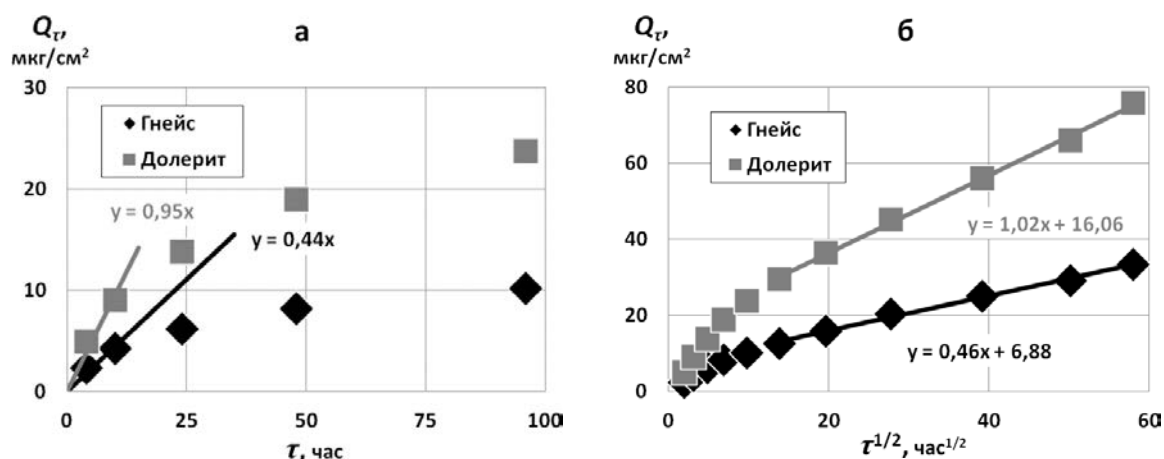 Qτ,
мкг/см²
а
30
20
10
0
Гнейс
Долерит
y = 0,95x
y = 0,44x
0 25 50 75 100
τ, час
Qτ,
мкг/см²
б
80
60
40
20
0
Гнейс
Долерит
y = 1,02x + 16,06
y = 0,46x + 6,88
0 20 40 60
τ¹/², час¹/²